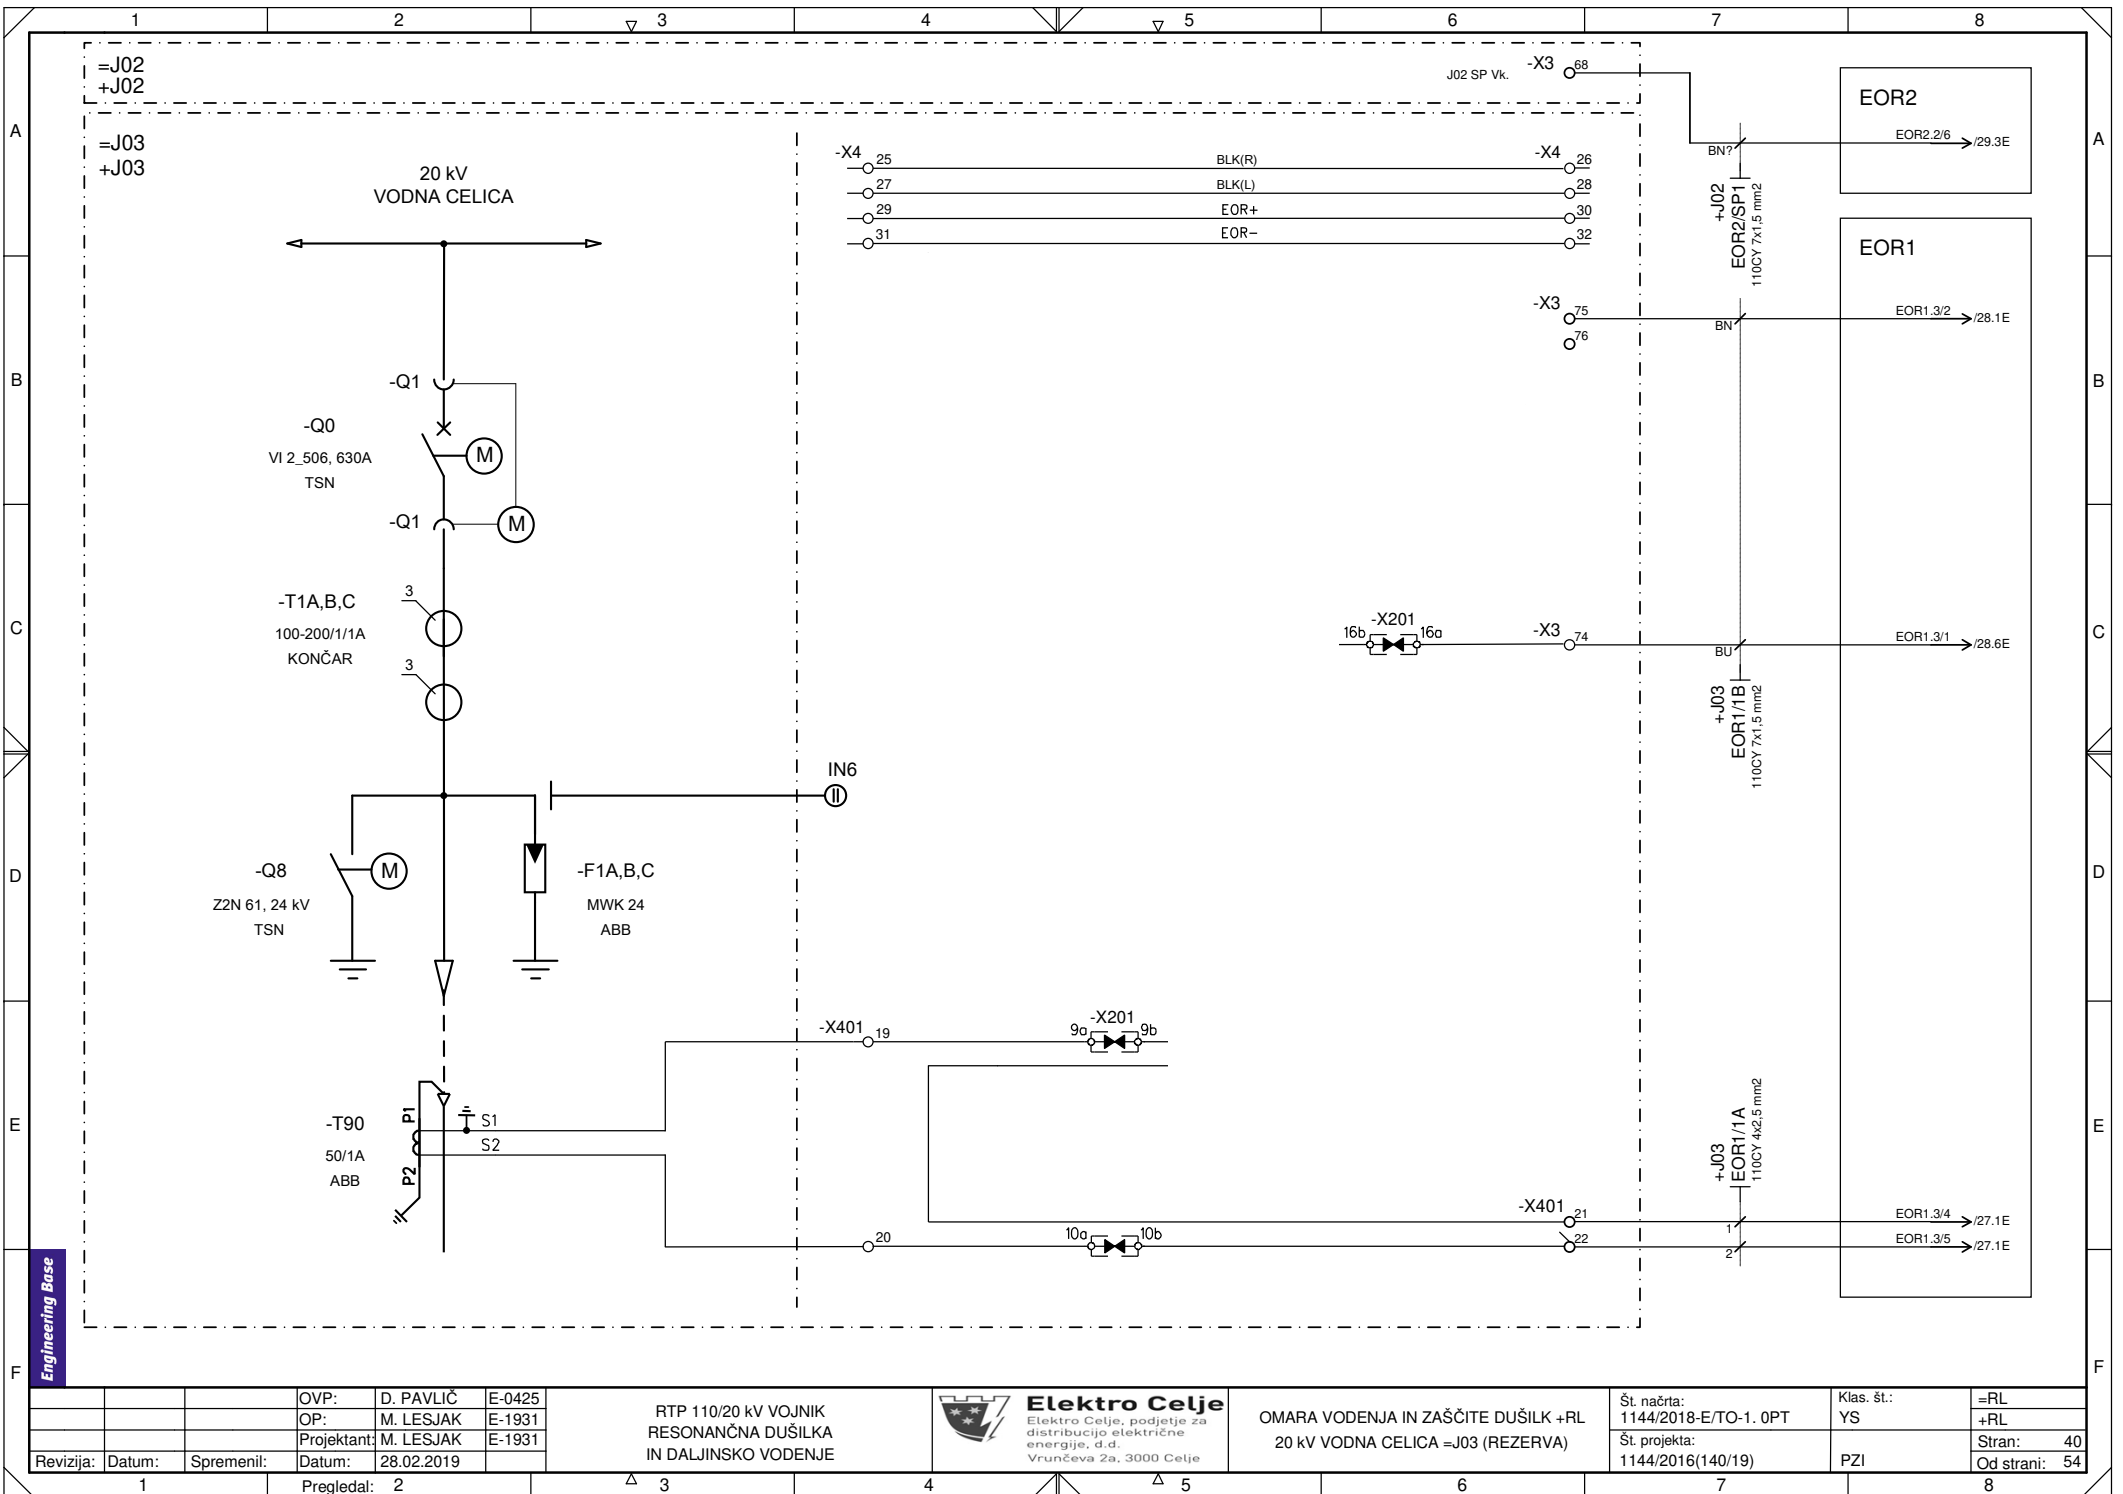 1 2 3 4 5 6 7 8
=J02
+J02
J02 SP Vk.
-X3
68
EOR2
EOR2.2/6
/29.3E
BN?
+J02
EOR2/SP1
110CY 7x1,5 mm2
A
A
=J03
+J03
20 kV
VODNA CELICA
-X4
25
BLK(R)
-X4
26
27
BLK(L)
28
29
EOR+
30
31
EOR-
32
EOR1
-X3
75
76
BN
EOR1.3/2
/28.1E
B
B
-Q1
-Q0
VI 2_506, 630A
TSN
M
-Q1
M
-T1A,B,C
100-200/1/1A
KONČAR
3
3
C
C
-X201
16b
16a
-X3
74
BU
EOR1.3/1
/28.6E
+J03
EOR1/1B
110CY 7x1,5 mm2
IN6
D
D
-Q8
Z2N 61, 24 kV
TSN
M
-F1A,B,C
MWK 24
ABB
-X401
19
-X201
9a
9b
E
E
-T90
50/1A
ABB
P1
P2
S1
S2
+J03
EOR1/1A
110CY 4x2,5 mm2
-X401
21
1
EOR1.3/4
/27.1E
20
10a
10b
22
2
EOR1.3/5
/27.1E
Engineering Base
F
F
OVP: D. PAVLIČ E-0425
OP: M. LESJAK E-1931
Projektant: M. LESJAK E-1931
Revizija: Datum: Spremenil: Datum: 28.02.2019
Pregledal:
RTP 110/20 kV VOJNIK
RESONANČNA DUŠILKA
IN DALJINSKO VODENJE
Elektro Celje
Elektro Celje, podjetje za
distribucijo električne
energije, d.d.
Vrunčeva 2a, 3000 Celje
OMARA VODENJA IN ZAŠČITE DUŠILK +RL
20 kV VODNA CELICA =J03 (REZERVA)
Št. načrta:
1144/2018-E/TO-1. 0PT
Št. projekta:
1144/2016(140/19)
Klas. št.:
YS
PZI
=RL
+RL
Stran: 40
Od strani: 54
1 2 3 4 5 6 7 8